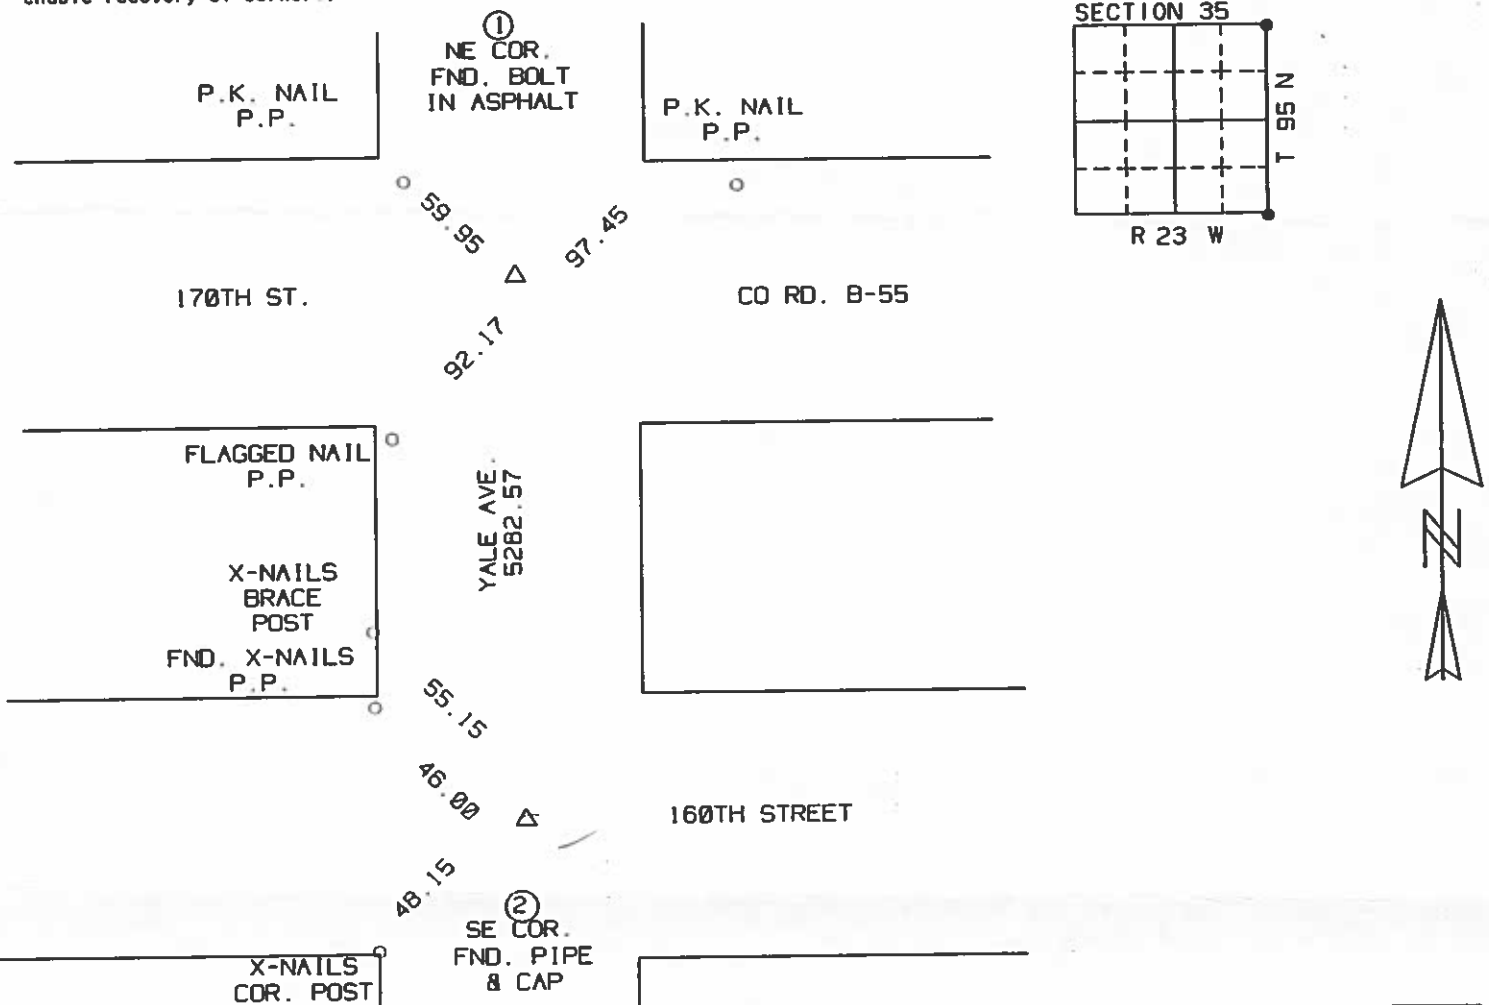 ①
NE COR.
FND. BOLT
IN ASPHALT
P.K. NAIL
P.P.
P.K. NAIL
P.P.
SECTION 35
T 95 N
R 23 W
59.95
97.45
170TH ST.
CO RD. B-55
92.17
FLAGGED NAIL
P.P.
YALE AVE.
5282.57
X-NAILS
BRACE
POST
FND. X-NAILS
P.P.
N
55.15
46.00
160TH STREET
48.15
②
SE COR.
FND. PIPE
& CAP
X-NAILS
COR. POST